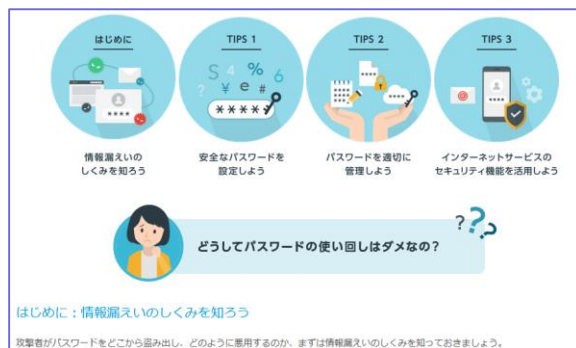 はじめに
TIPS 1
TIPS 2
TIPS 3
S 4 % 6
? ¥ e #
****
*****
****
****
****
情報漏えいの
しくみを知ろう
安全なパスワードを
設定しよう
パスワードを適切に
管理しよう
インターネットサービスの
セキュリティ機能を活用しよう
どうしてパスワードの使い回しはダメなの？
???
はじめに：情報漏えいのしくみを知ろう
攻撃者がパスワードをどこから盗み出し、どのように悪用するのか、まずは情報漏えいのしくみを知っておきましょう。